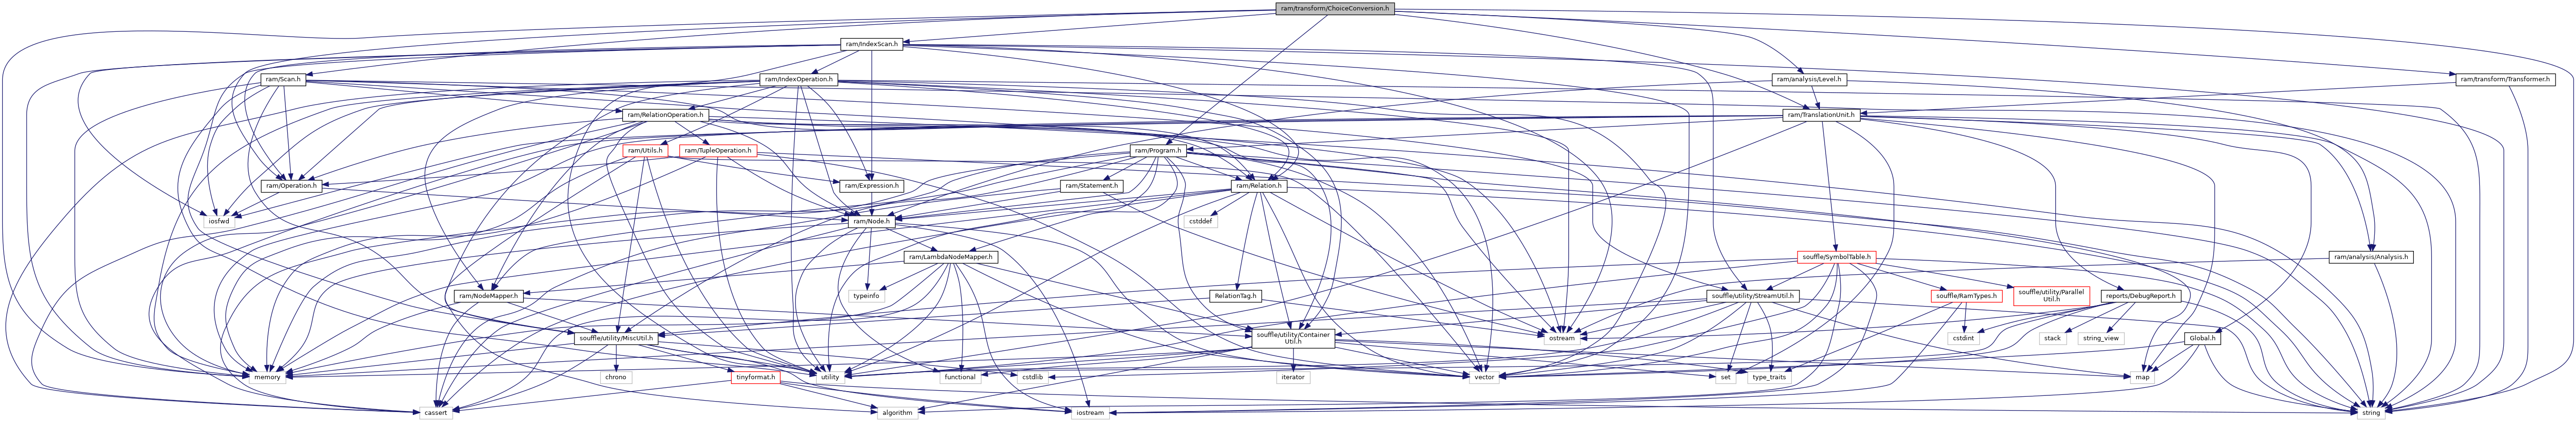 ram/transform/ChoiceConversion.h
ram/IndexScan.h
ram/Scan.h
ram/IndexOperation.h
ram/analysis/Level.h
ram/transform/Transformer.h
ram/RelationOperation.h
ram/TranslationUnit.h
ram/Utils.h
ram/TupleOperation.h
ram/Program.h
ram/Operation.h
ram/Expression.h
ram/Statement.h
ram/Relation.h
iosfwd
ram/Node.h
cstddef
ram/LambdaNodeMapper.h
souffle/SymbolTable.h
ram/analysis/Analysis.h
ram/NodeMapper.h
typeinfo
RelationTag.h
souffle/utility/StreamUtil.h
souffle/RamTypes.h
souffle/utility/Parallel
Util.h
reports/DebugReport.h
souffle/utility/MiscUtil.h
souffle/utility/Container
Util.h
ostream
cstdint
stack
string_view
Global.h
memory
chrono
tinyformat.h
utility
functional
cstdlib
iterator
vector
set
type_traits
map
cassert
algorithm
iostream
string